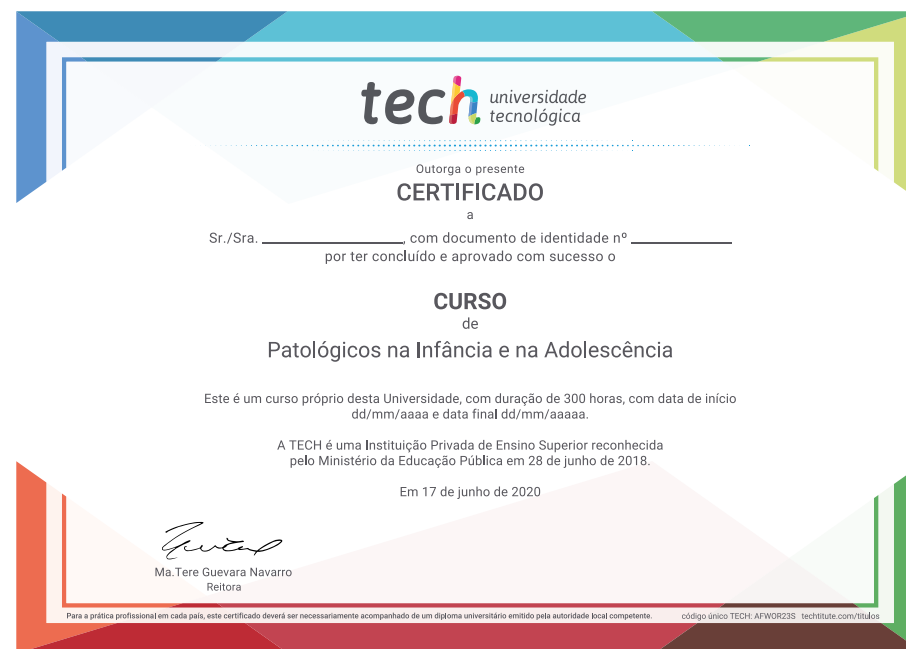 tech universidade
tecnológica
Outorga o presente
CERTIFICADO
a
Sr./Sra. ________________, com documento de identidade nº ____________
por ter concluído e aprovado com sucesso o
CURSO
de
Patológicos na Infância e na Adolescência
Este é um curso próprio desta Universidade, com duração de 300 horas, com data de início
dd/mm/aaaa e data final dd/mm/aaaaa.
A TECH é uma Instituição Privada de Ensino Superior reconhecida
pelo Ministério da Educação Pública em 28 de junho de 2018.
Em 17 de junho de 2020
Ma.Tere Guevara Navarro
Reitora
Para a prática profissional em cada país, este certificado deverá ser necessariamente acompanhado de um diploma universitário emitido pela autoridade local competente. código único TECH: AFWOR23S techtitute.com/titulos